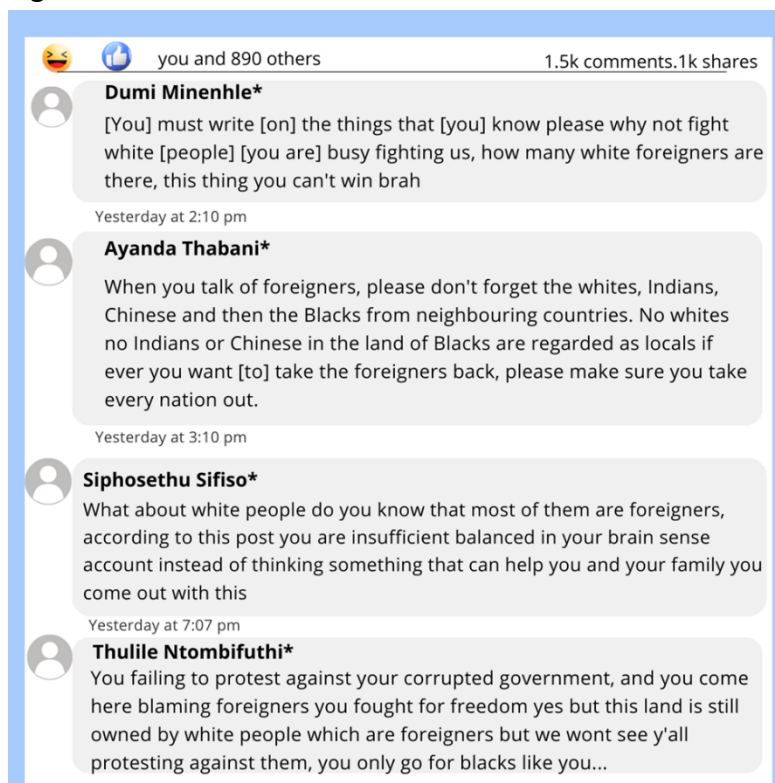 you and 890 others
1.5k comments.1k shares
Dumi Minenhle*
[You] must write [on] the things that [you] know please why not fight
white [people] [you are] busy fighting us, how many white foreigners are
there, this thing you can't win brah
Yesterday at 2:10 pm
Ayanda Thabani*
When you talk of foreigners, please don't forget the whites, Indians,
Chinese and then the Blacks from neighbouring countries. No whites
no Indians or Chinese in the land of Blacks are regarded as locals if
ever you want [to] take the foreigners back, please make sure you take
every nation out.
Yesterday at 3:10 pm
Siphosethu Sifiso*
What about white people do you know that most of them are foreigners,
according to this post you are insufficient balanced in your brain sense
account instead of thinking something that can help you and your family you
come out with this
Yesterday at 7:07 pm
Thulile Ntombifuthi*
You failing to protest against your corrupted government, and you come
here blaming foreigners you fought for freedom yes but this land is still
owned by white people which are foreigners but we wont see y'all
protesting against them, you only go for blacks like you...